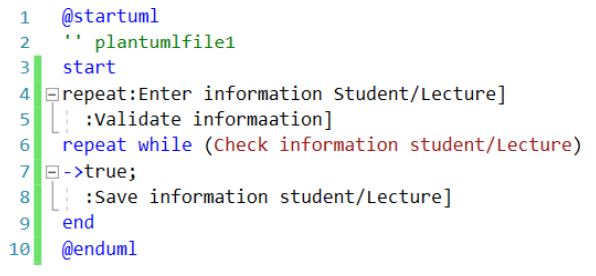 1 @startuml
2 '' plantumlfile1
3 start
4 repeat:Enter information Student/Lecture]
5 :Validate informaation]
6 repeat while (Check information student/Lecture)
7 ->true;
8 :Save information student/Lecture]
9 end
10 @enduml